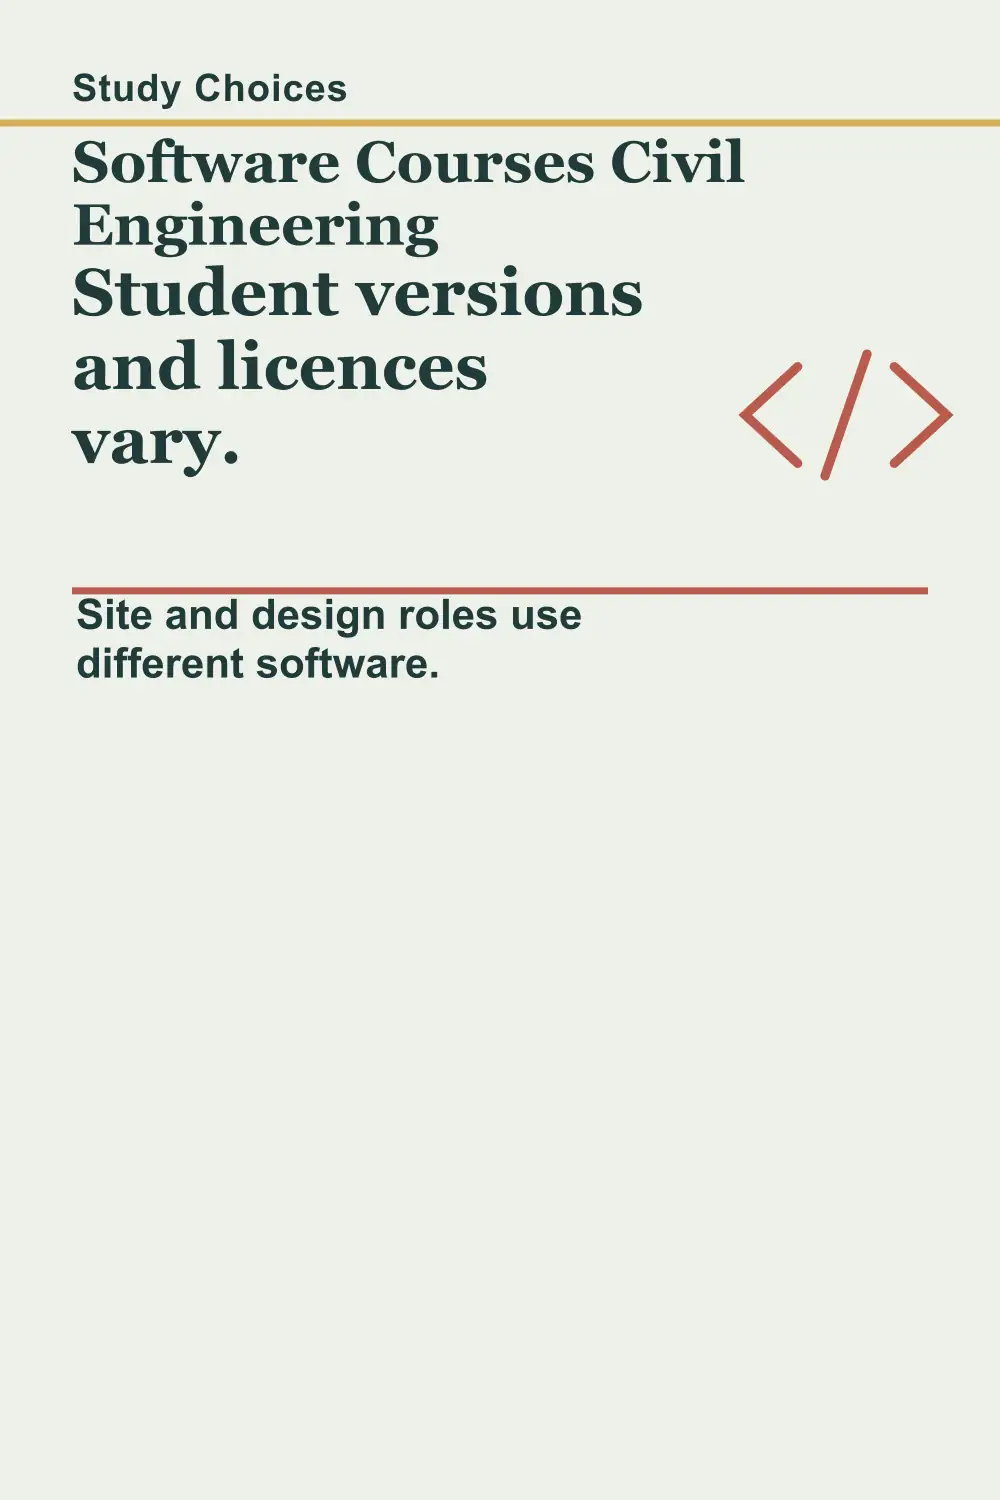 Study Choices
Software Courses Civil
Engineering
Student versions
and licences
vary.
Site and design roles use
different software.